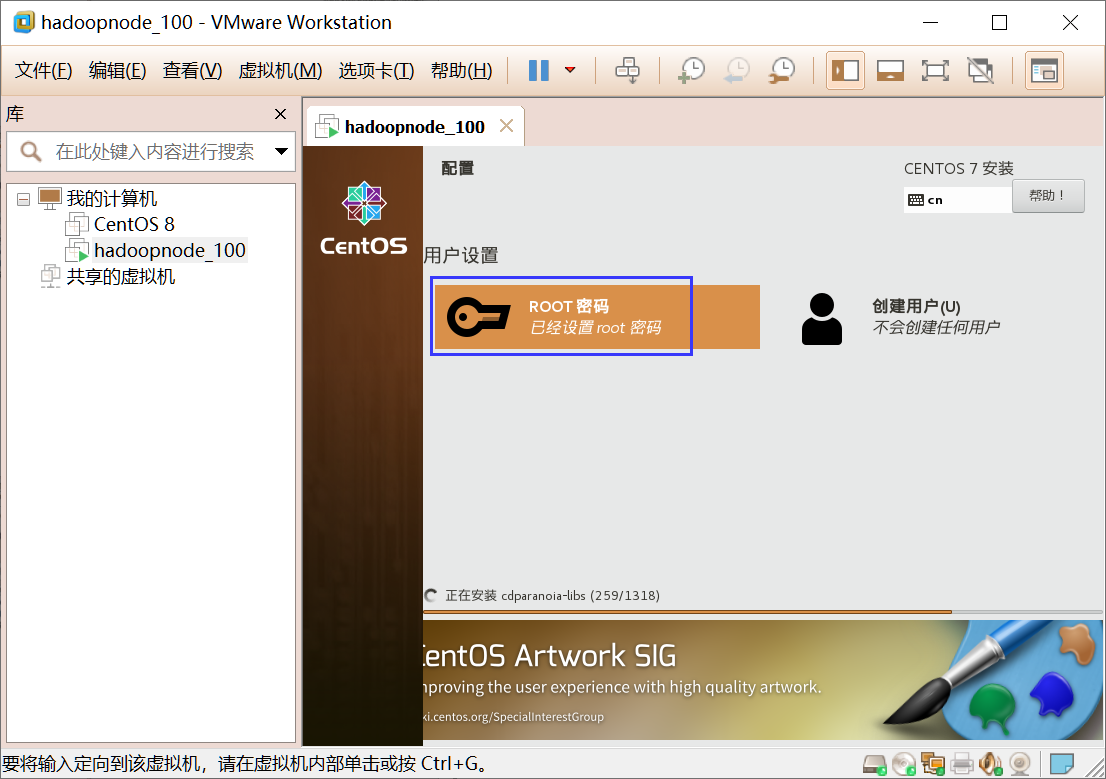 hadoopnode_100 - VMware Workstation
文件(F) 编辑(E) 查看(V) 虚拟机(M) 选项卡(T) 帮助(H)
库
在此处键入内容进行搜索
我的计算机
CentOS 8
hadoopnode_100
共享的虚拟机
hadoopnode_100
CentOS
配置
CENTOS 7 安装
cn
帮助！
用户设置
ROOT 密码
已经设置 root 密码
创建用户(U)
不会创建任何用户
正在安装 cdparanoia-libs (259/1318)
CentOS Artwork SIG
mproving the user experience with high quality artwork.
ki.centos.org/SpecialInterestGroup
要将输入定向到该虚拟机，请在虚拟机内部单击或按 Ctrl+G。